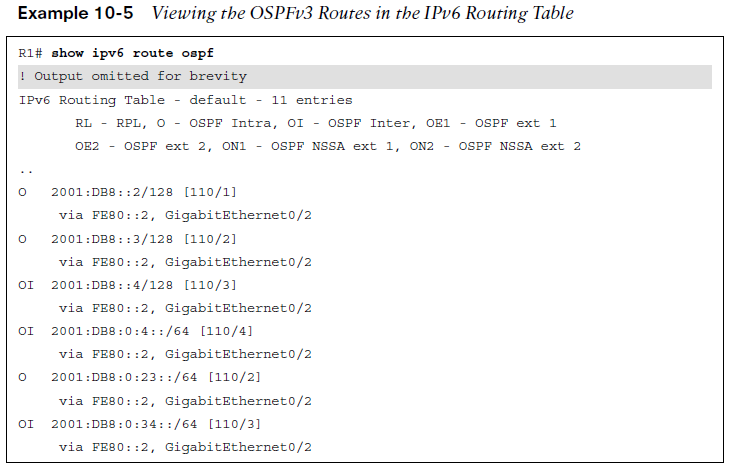 Example 10-5 Viewing the OSPFv3 Routes in the IPv6 Routing Table
R1# show ipv6 route ospf
! Output omitted for brevity
IPv6 Routing Table - default - 11 entries
RL - RPL, O - OSPF Intra, OI - OSPF Inter, OE1 - OSPF ext 1
OE2 - OSPF ext 2, ON1 - OSPF NSSA ext 1, ON2 - OSPF NSSA ext 2
..
O 2001:DB8::2/128 [110/1]
via FE80::2, GigabitEthernet0/2
O 2001:DB8::3/128 [110/2]
via FE80::2, GigabitEthernet0/2
OI 2001:DB8::4/128 [110/3]
via FE80::2, GigabitEthernet0/2
OI 2001:DB8:0:4::/64 [110/4]
via FE80::2, GigabitEthernet0/2
O 2001:DB8:0:23::/64 [110/2]
via FE80::2, GigabitEthernet0/2
OI 2001:DB8:0:34::/64 [110/3]
via FE80::2, GigabitEthernet0/2